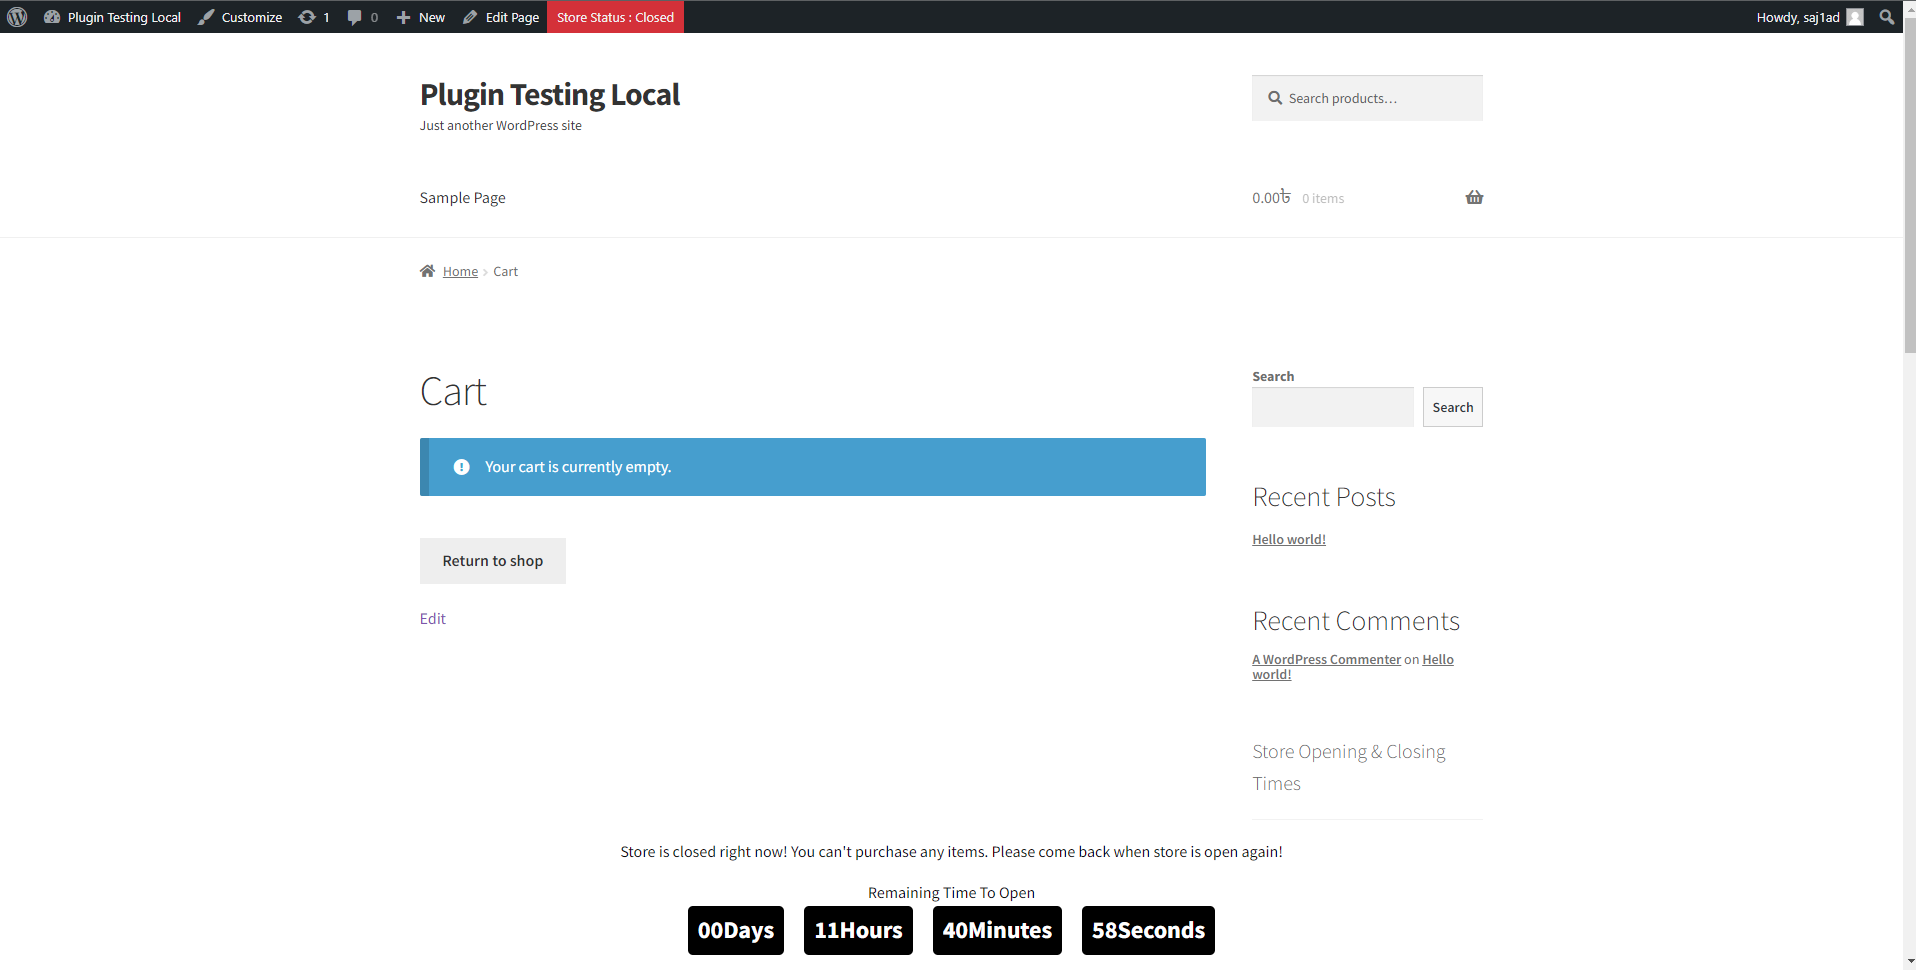 Plugin Testing Local
Customize
1
0
New
Edit Page
Store Status : Closed
Howdy, saj1ad
Plugin Testing Local
Just another WordPress site
Search products…
Sample Page
0.00৳
0 items
Home
Cart
Cart
Your cart is currently empty.
Return to shop
Edit
Search
Search
Recent Posts
Hello world!
Recent Comments
A WordPress Commenter on Hello
world!
Store Opening & Closing
Times
Store is closed right now! You can't purchase any items. Please come back when store is open again!
Remaining Time To Open
00Days 11Hours 40Minutes 58Seconds